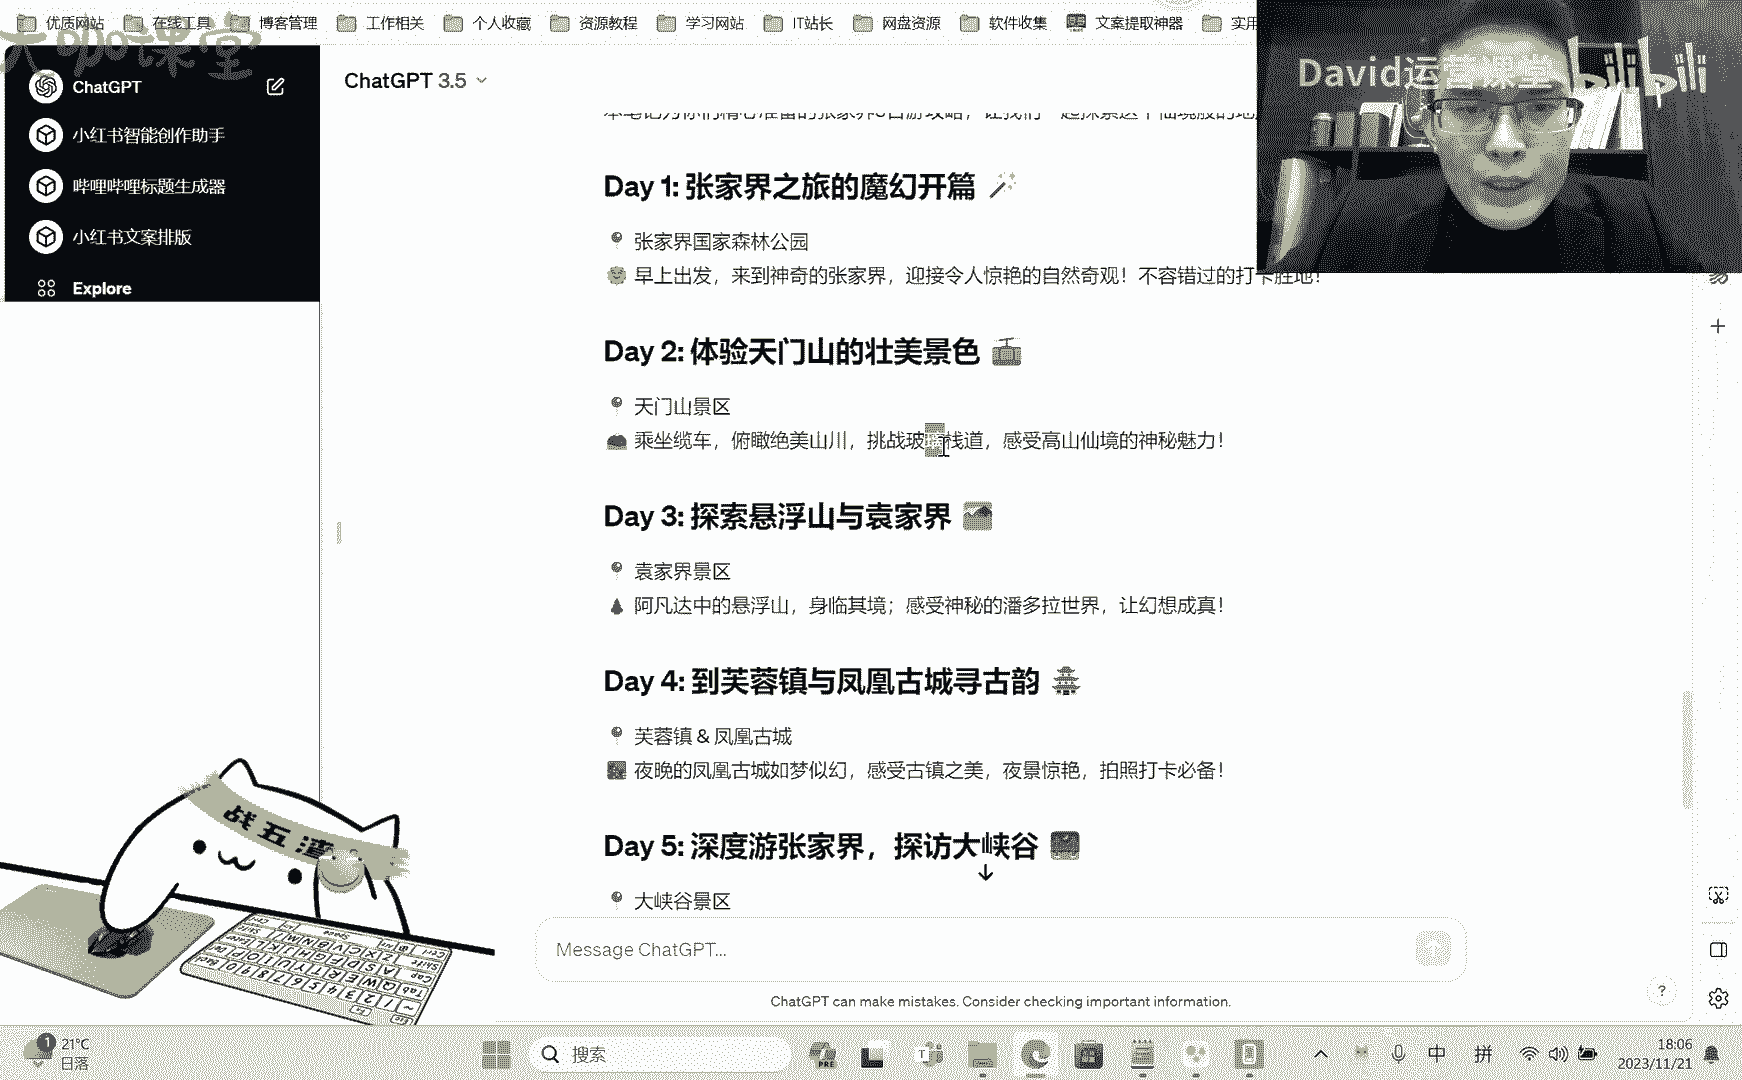 优质网站 在线工具 博客管理 工作相关 个人收藏 资源教程 学习网站 IT站长 网盘资源 软件收集 文案提取神器 实用
大咖课堂
David运营课堂 bilibili
ChatGPT
小红书智能创作助手
哔哩哔哩标题生成器
小红书文案排版
Explore
ChatGPT 3.5
Day 1: 张家界之旅的魔幻开篇
张家界国家森林公园
早上出发，来到神奇的张家界，迎接令人惊艳的自然奇观！不容错过的打卡胜地！
Day 2: 体验天门山的壮美景色
天门山景区
乘坐缆车，俯瞰绝美山川，挑战玻璃栈道，感受高山仙境的神秘魅力！
Day 3: 探索悬浮山与袁家界
袁家界景区
阿凡达中的悬浮山，身临其境；感受神秘的潘多拉世界，让幻想成真！
Day 4: 到芙蓉镇与凤凰古城寻古韵
芙蓉镇 & 凤凰古城
夜晚的凤凰古城如梦似幻，感受古镇之美，夜景惊艳，拍照打卡必备！
Day 5: 深度游张家界，探访大峡谷
大峡谷景区
战五渣
Message ChatGPT...
ChatGPT can make mistakes. Consider checking important information.
?
1
21°C
日落
搜索
PRE
中
拼
18:06
2023/11/21